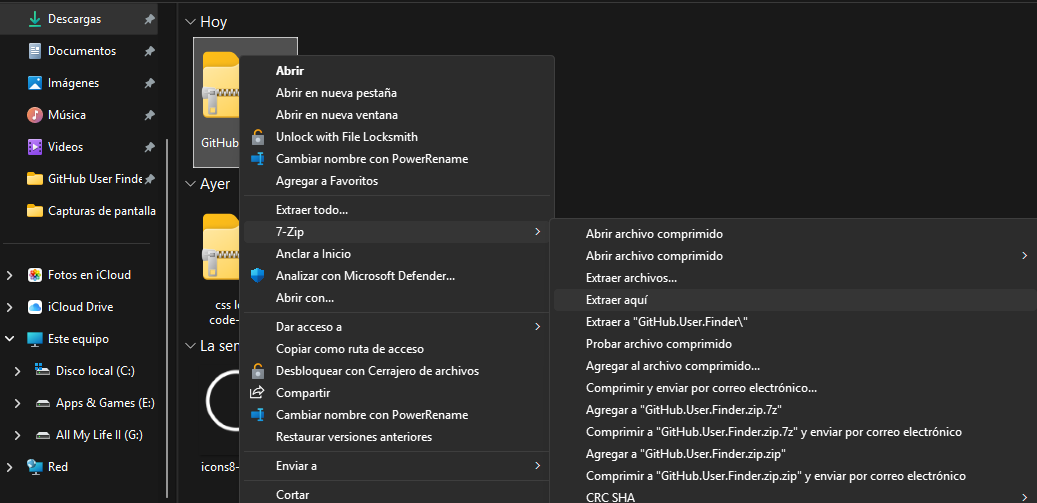 Descargas
Documentos
Imágenes
Música
Videos
GitHub User Finde
Capturas de pantalla
Fotos en iCloud
iCloud Drive
Este equipo
Disco local (C:)
Apps & Games (E:)
All My Life II (G:)
Red
Hoy
GitHub
Ayer
css l
code-
La se
icons8-
Abrir
Abrir en nueva pestaña
Abrir en nueva ventana
Unlock with File Locksmith
Cambiar nombre con PowerRename
Agregar a Favoritos
Extraer todo...
7-Zip
Anclar a Inicio
Analizar con Microsoft Defender...
Abrir con...
Dar acceso a
Copiar como ruta de acceso
Desbloquear con Cerrajero de archivos
Compartir
Cambiar nombre con PowerRename
Restaurar versiones anteriores
Enviar a
Cortar
Abrir archivo comprimido
Abrir archivo comprimido
Extraer archivos...
Extraer aquí
Extraer a "GitHub.User.Finder\"
Probar archivo comprimido
Agregar al archivo comprimido...
Comprimir y enviar por correo electrónico...
Agregar a "GitHub.User.Finder.zip.7z"
Comprimir a "GitHub.User.Finder.zip.7z" y enviar por correo electrónico
Agregar a "GitHub.User.Finder.zip.zip"
Comprimir a "GitHub.User.Finder.zip.zip" y enviar por correo electrónico
CRC SHA